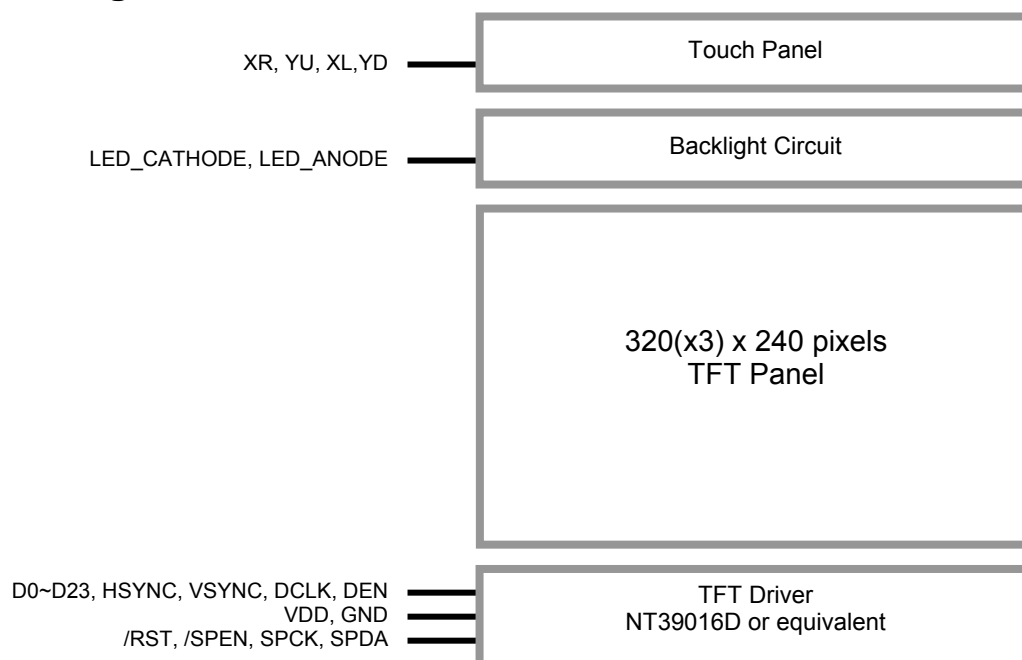 XR, YU, XL,YD
Touch Panel
LED_CATHODE, LED_ANODE
Backlight Circuit
320(x3) x 240 pixels
TFT Panel
D0~D23, HSYNC, VSYNC, DCLK, DEN
VDD, GND
/RST, /SPEN, SPCK, SPDA
TFT Driver
NT39016D or equivalent